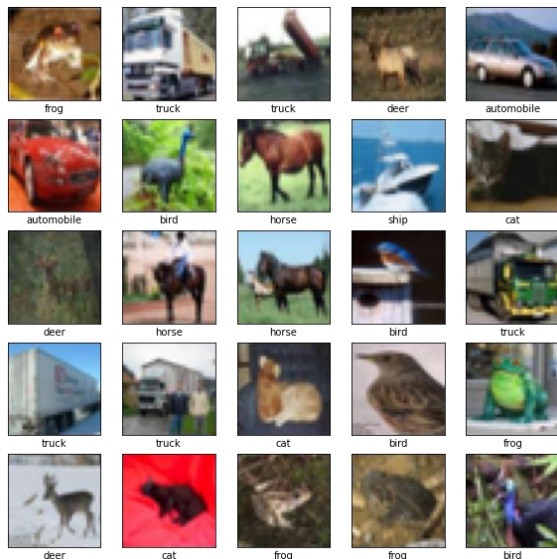 frog truck truck deer automobile
automobile bird horse ship cat
deer horse horse bird truck
truck truck cat bird frog
deer cat frog frog bird